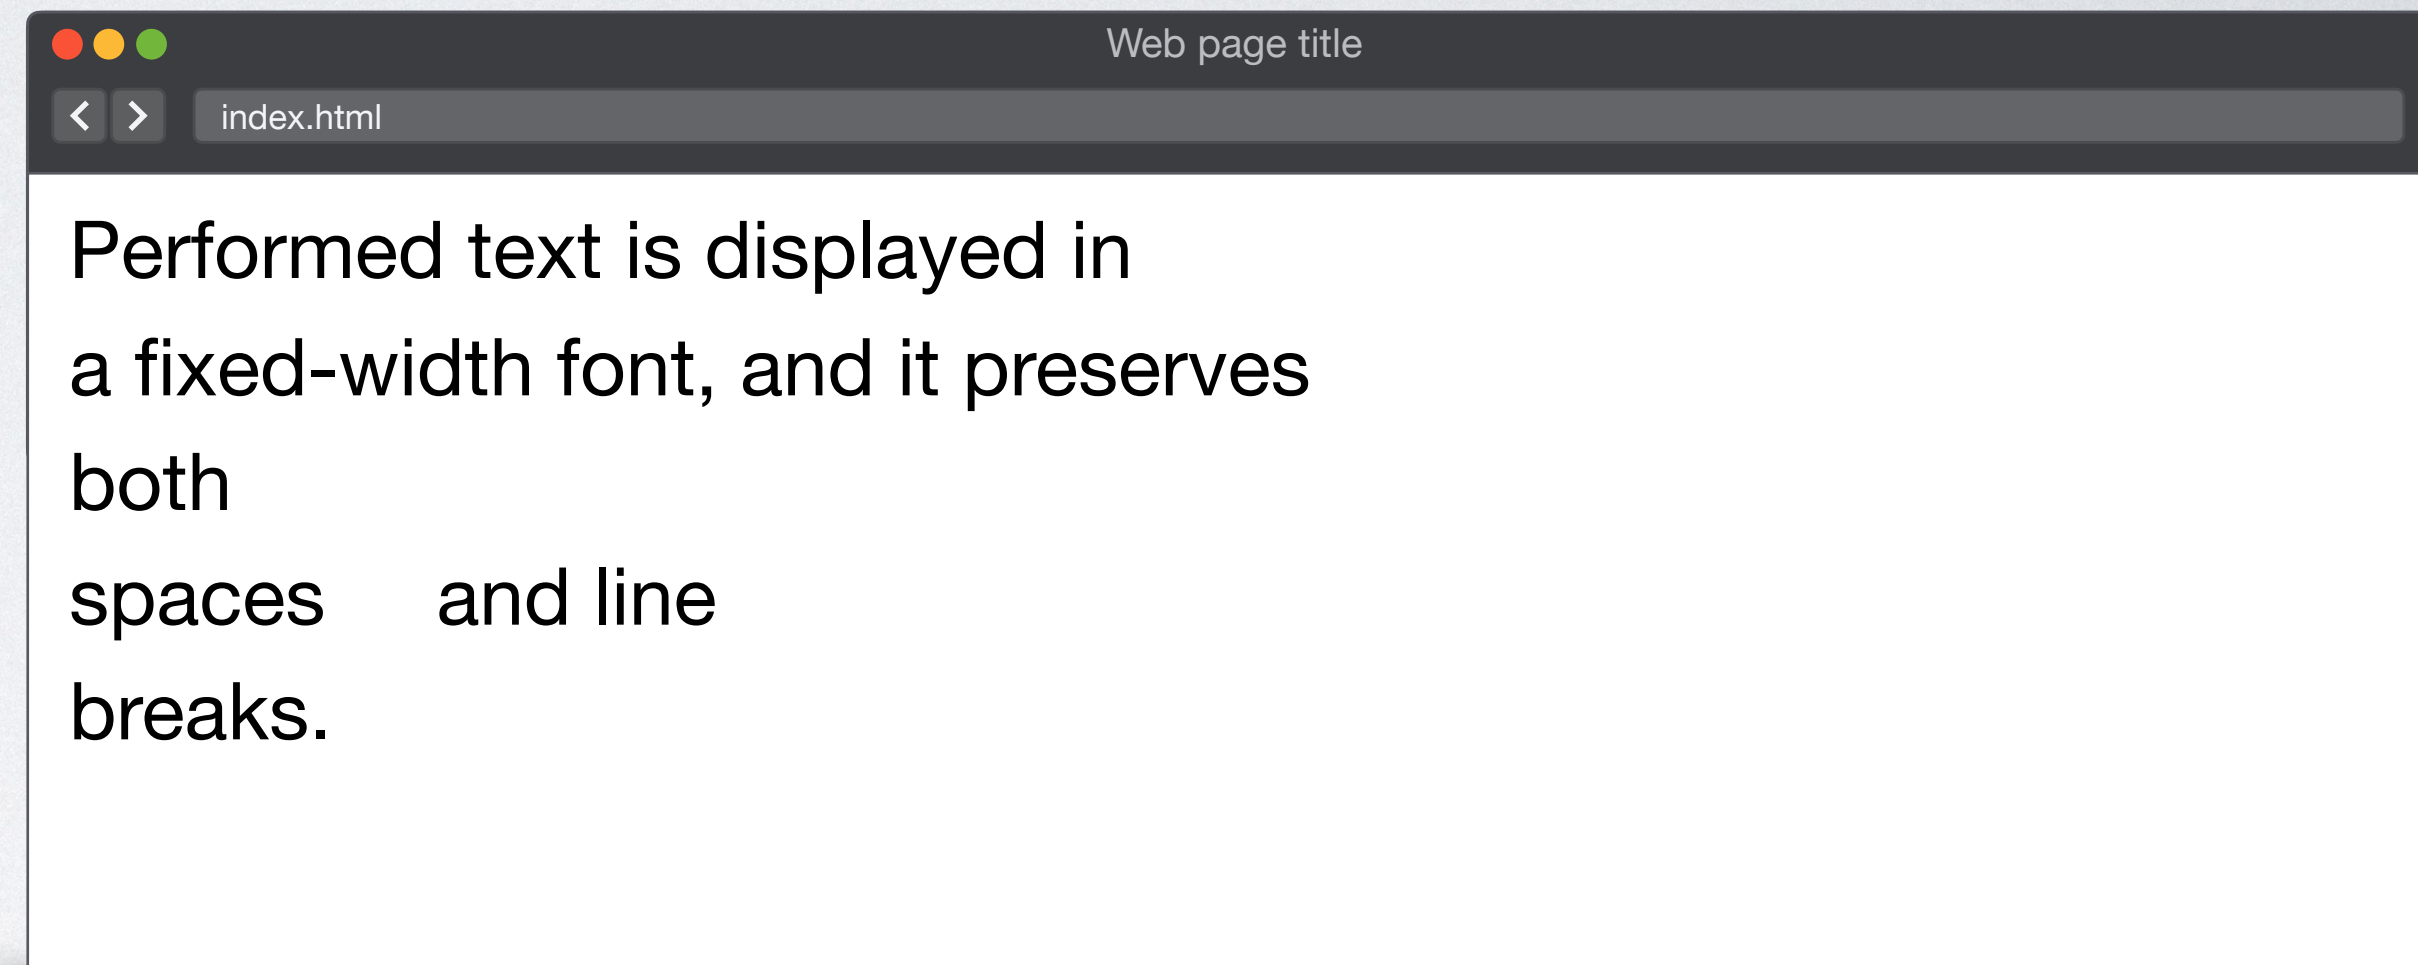 Web page title
index.html
Performed text is displayed in
a fixed-width font, and it preserves
both
spaces     and line
breaks.